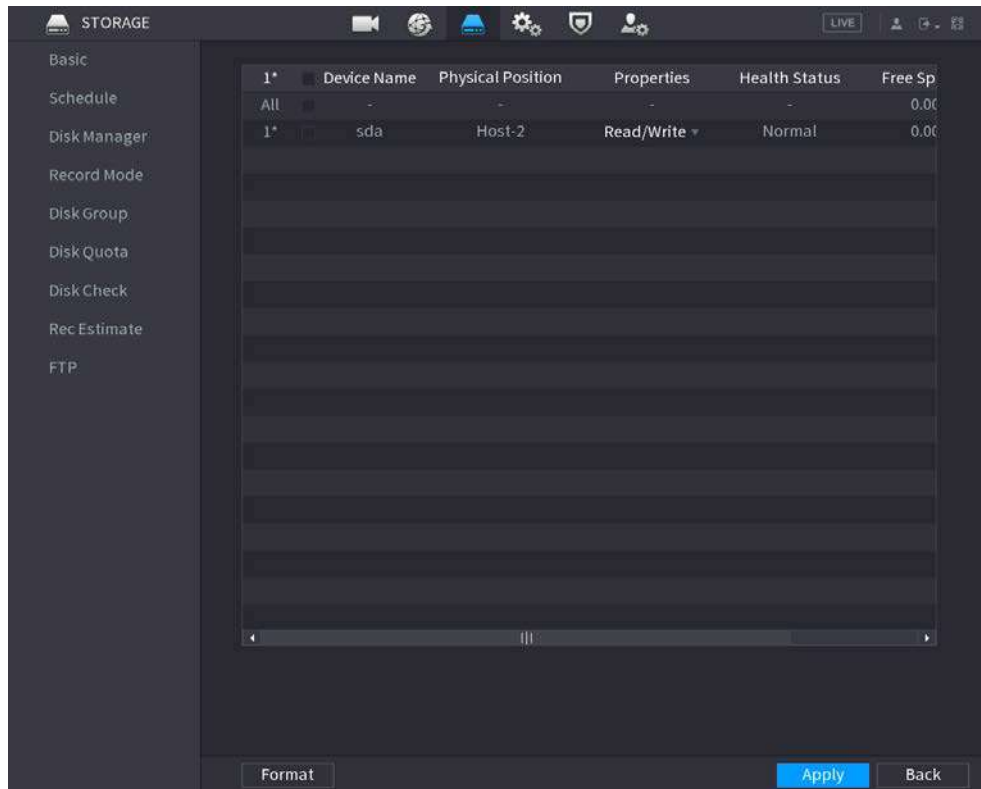 STORAGE LIVE
Basic
Schedule
Disk Manager
Record Mode
Disk Group
Disk Quota
Disk Check
Rec Estimate
FTP
1* Device Name Physical Position Properties Health Status Free Sp
All - - - - 0.00
1* sda Host-2 Read/Write Normal 0.00
Format Apply Back